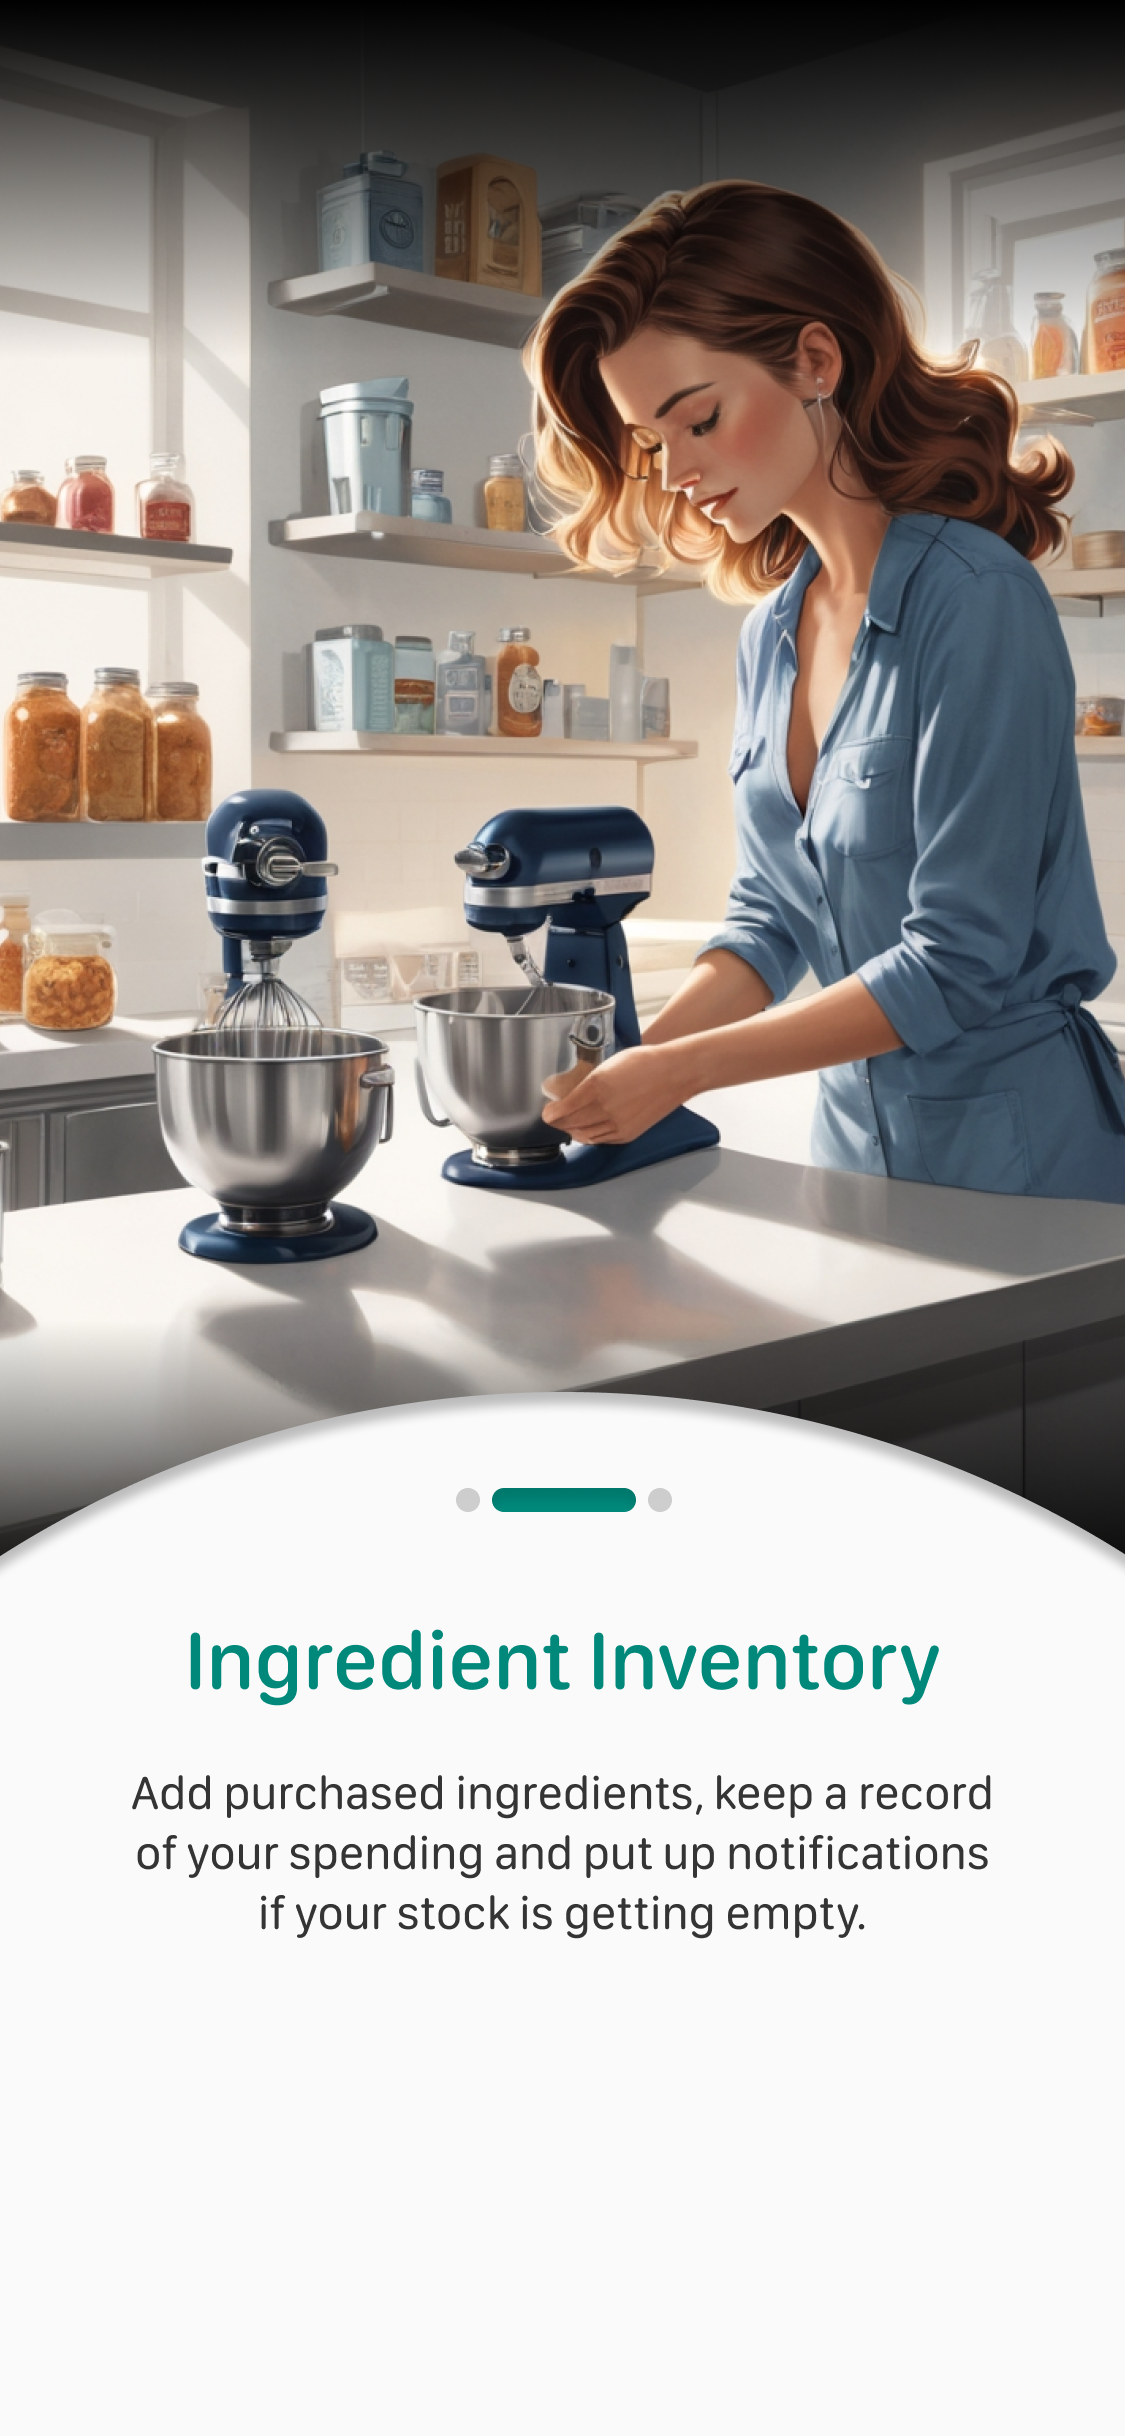 Ingredient Inventory
Add purchased ingredients, keep a record
of your spending and put up notifications
if your stock is getting empty.